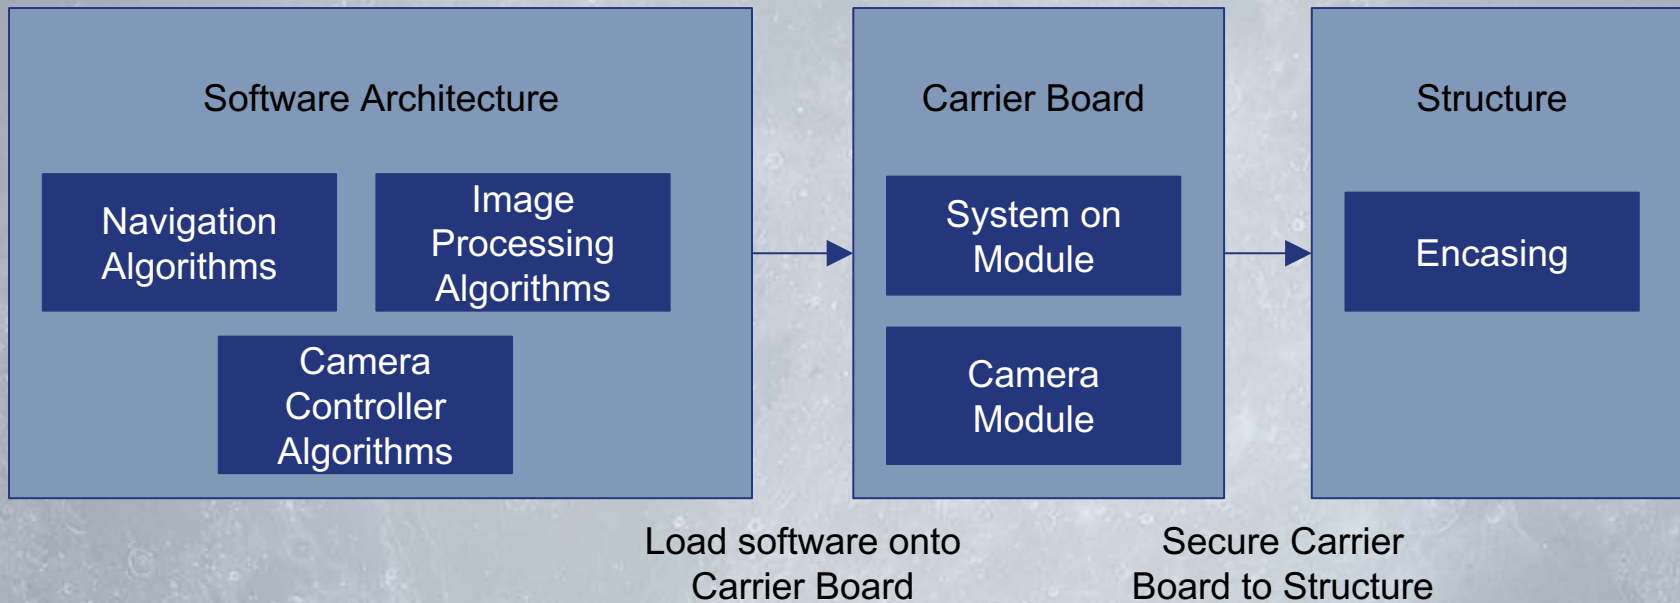 Software Architecture
Navigation
Algorithms
Image
Processing
Algorithms
Camera
Controller
Algorithms
Carrier Board
System on
Module
Camera
Module
Structure
Encasing
Load software onto
Carrier Board
Secure Carrier
Board to Structure